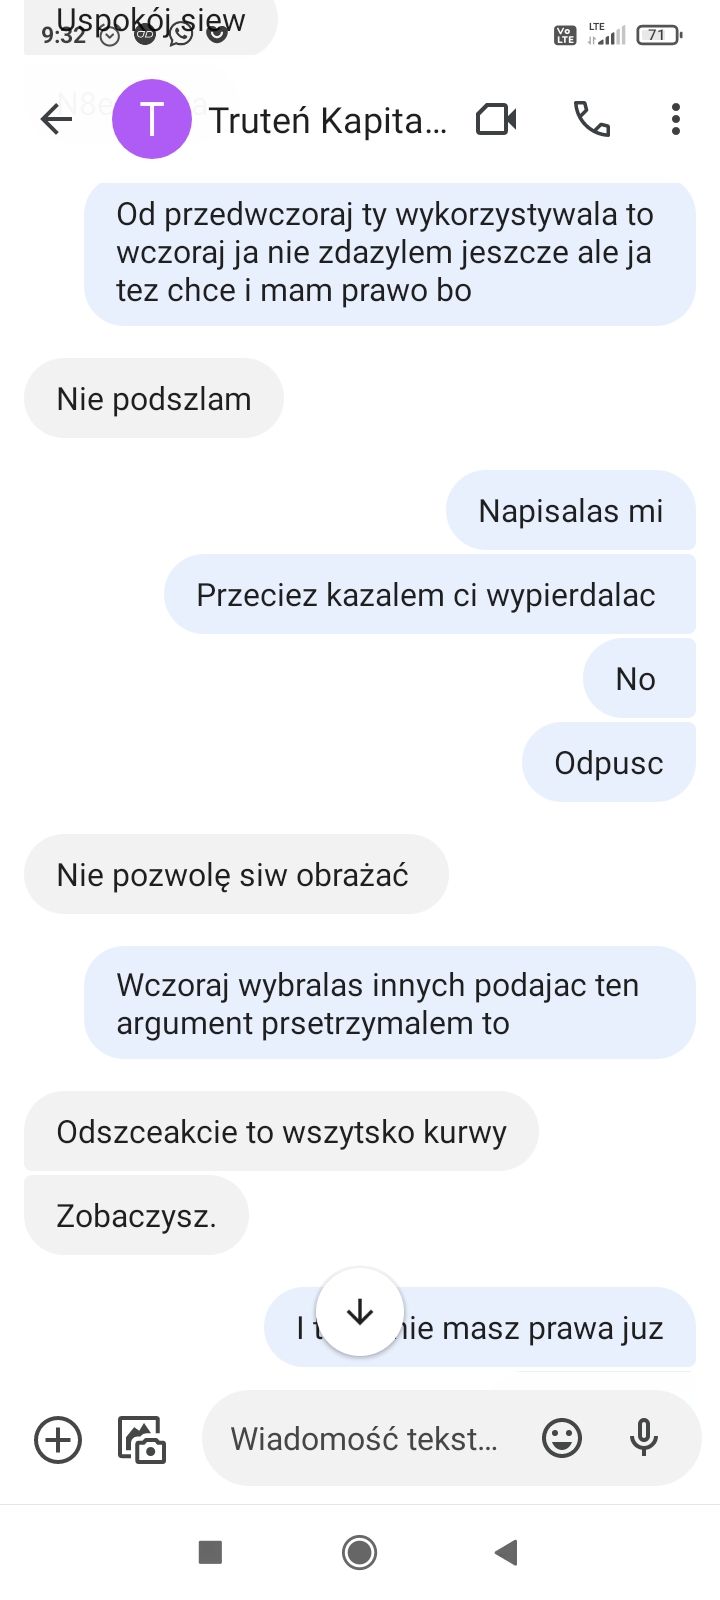 Uspokój siew
9:32
Vo LTE
LTE
71
T
Truteń Kapita...
Od przedwczoraj ty wykorzystywala to
wczoraj ja nie zdazylem jeszcze ale ja
tez chce i mam prawo bo
Nie podszlam
Napisalas mi
Przeciez kazalem ci wypierdalac
No
Odpusc
Nie pozwolę siw obrażać
Wczoraj wybralas innych podajac ten
argument prsetrzymalem to
Odszceakcie to wszytsko kurwy
Zobaczysz.
I nie masz prawa juz
Wiadomość tekst...